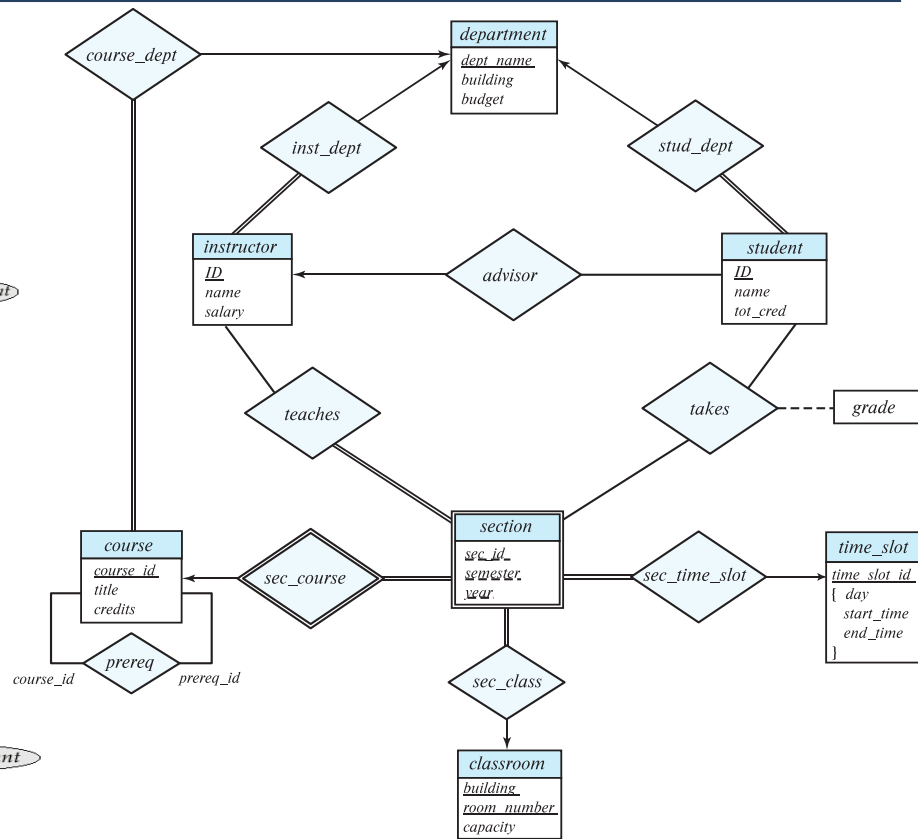 department
course_dept
dept_name
building
budget
inst_dept
stud_dept
instructor
ID
name
salary
advisor
student
ID
name
tot_cred
teaches
takes
grade
course
course_id
title
credits
sec_course
section
sec_id
semester
year
sec_time_slot
time_slot
time_slot_id
{ day
start_time
end_time
}
prereq
course_id
prereq_id
sec_class
classroom
building
room_number
capacity